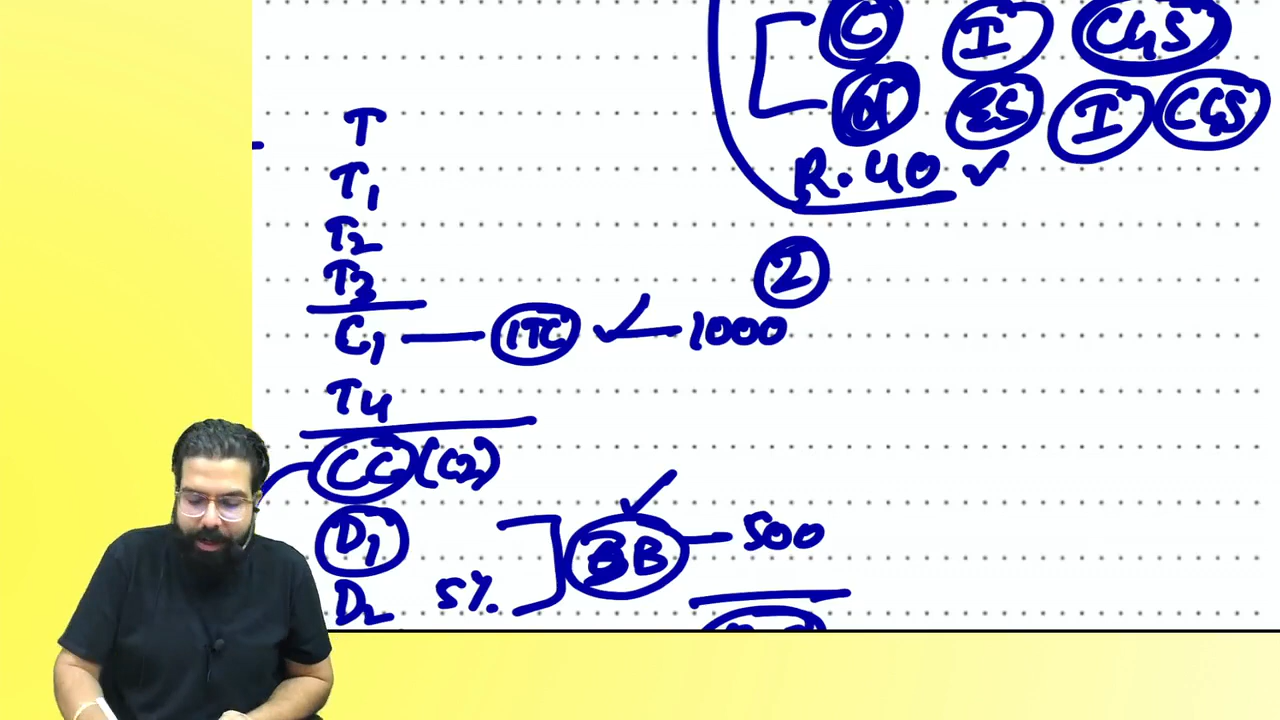 C I CGS
ES I CGS
R. 40 ✓
T
T1
T2
T3
2
C1 — ITC ✓ 1000
T4
CC (C2)
D1
BB — 500
D2 5%.